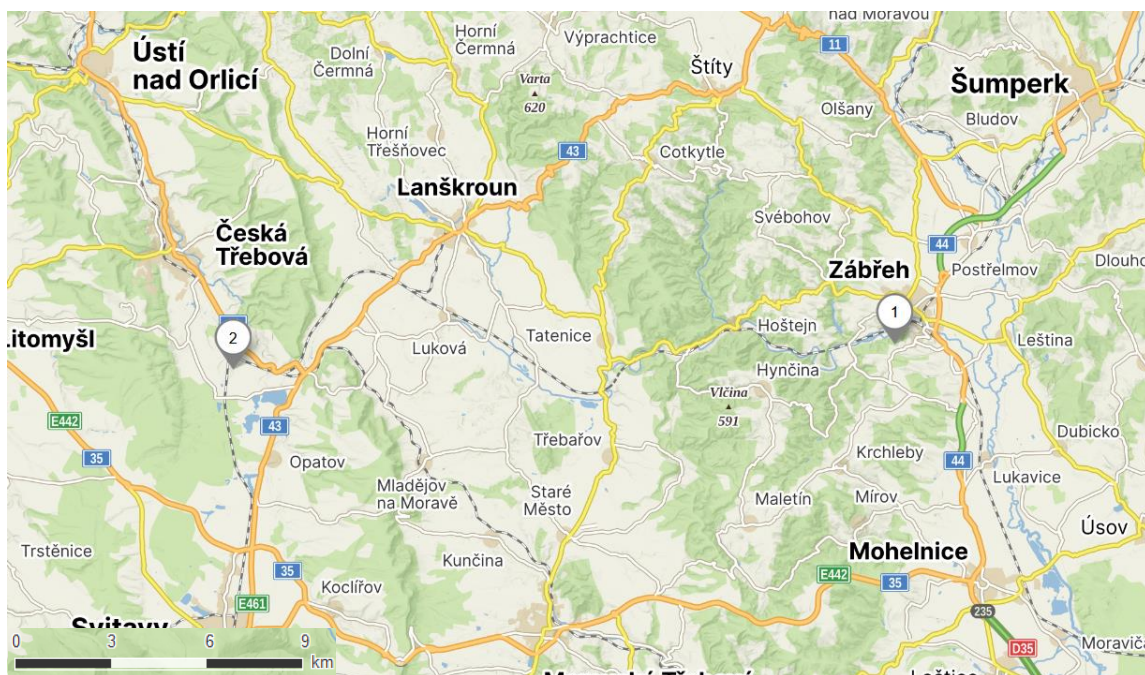 nad Moravou
Ústí
nad Orlicí
Dolní
Čermná
Horní
Čermná
Výprachtice
11
Štíty
Šumperk
Varta
620
Olšany
Bludov
Horní
Třešňovec
43
Cotkytle
Lanškroun
Svébohov
Česká
Třebová
44
Zábřeh
Postřelmov
Dlouho
1
Litomyšl
2
Tatenice
Hoštejn
Luková
Leština
Hynčina
Vlčina
591
E442
43
35
Opatov
Třebařov
Dubicko
Krchleby
44
Mladějov
na Moravě
Staré
Město
Maletín
Mírov
Lukavice
Úsov
Trstěnice
Kunčina
Mohelnice
35
Koclířov
E442
35
E461
235
Svitavy
D35
Moravič
0 3 6 9
km